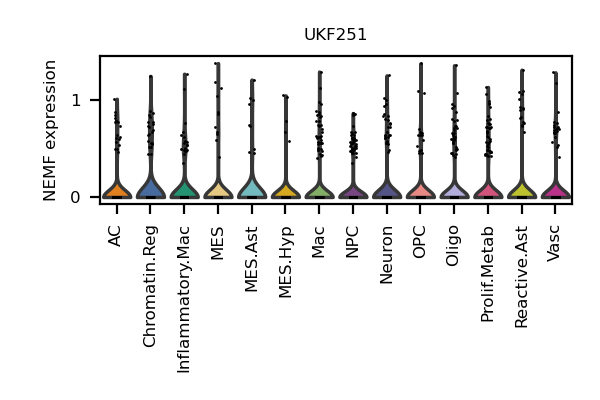 UKF251
NEMF expression
1
0
AC
Chromatin.Reg
Inflammatory.Mac
MES
MES.Ast
MES.Hyp
Mac
NPC
Neuron
OPC
Oligo
Prolif.Metab
Reactive.Ast
Vasc